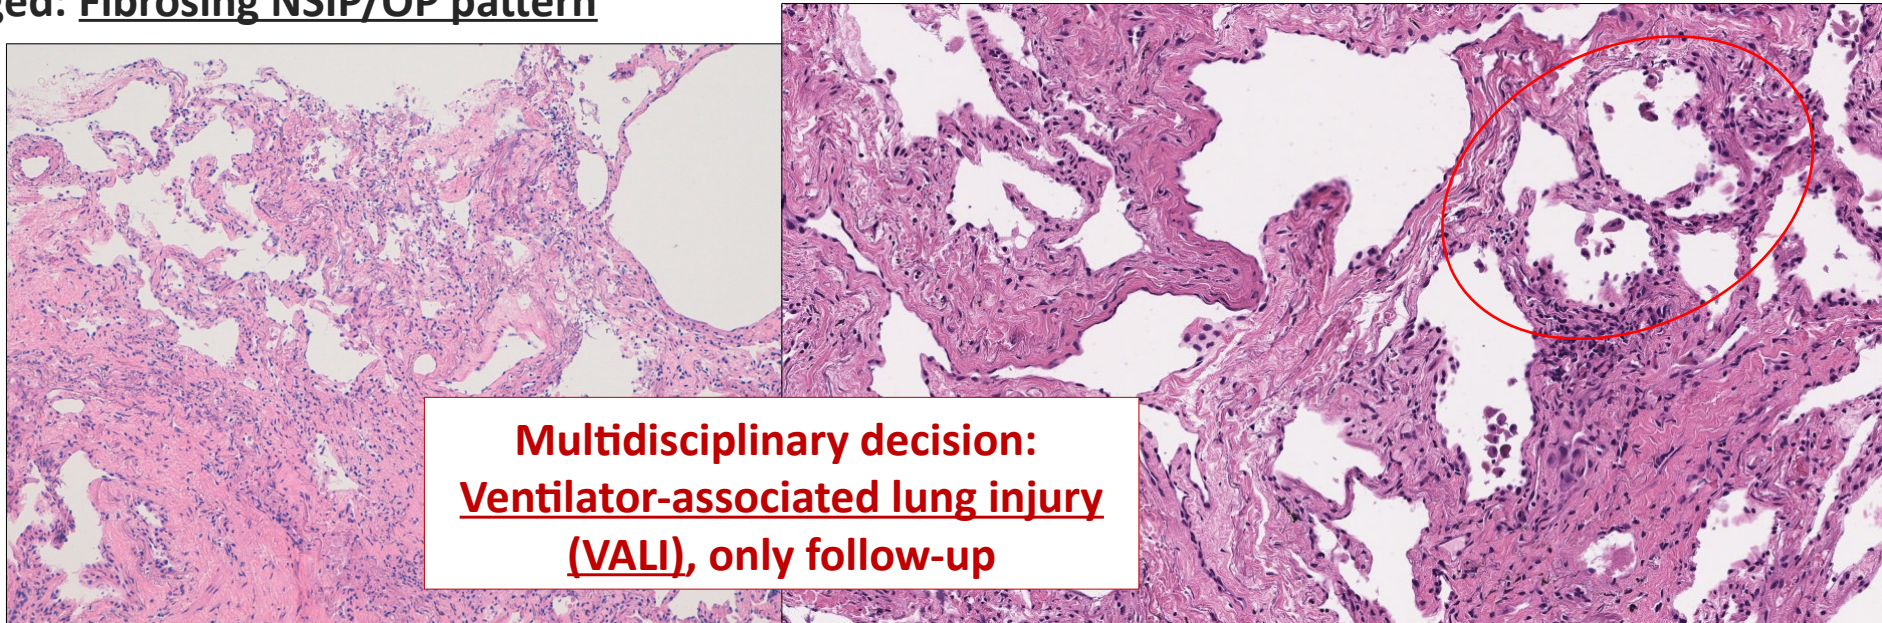 Fibrosing NSIP/OP pattern
Multidisciplinary decision:
Ventilator-associated lung injury
(VALI), only follow-up